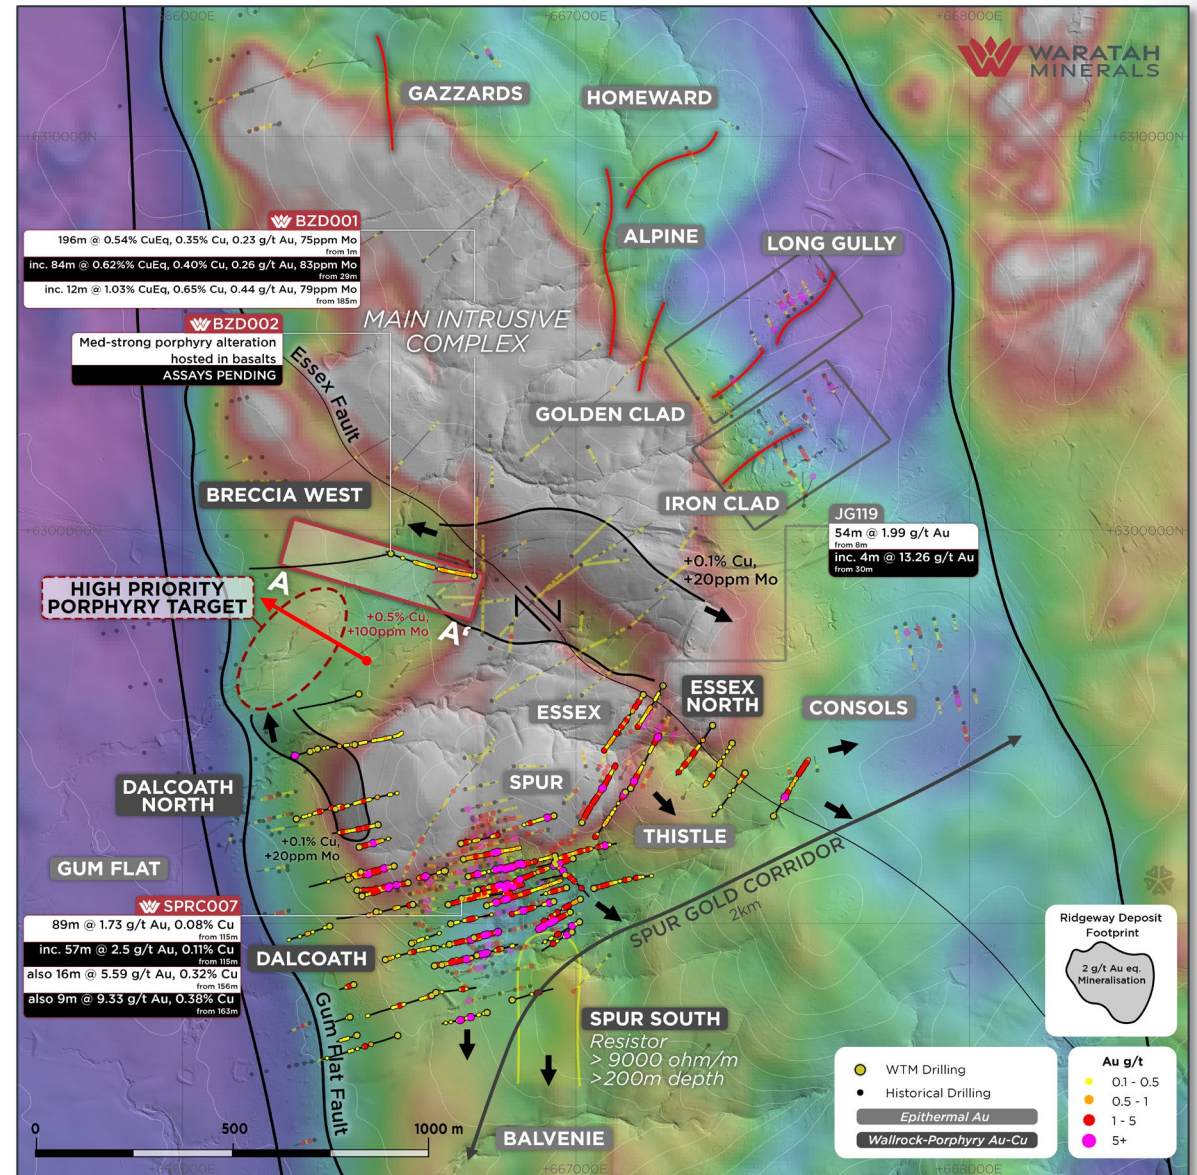 +666000E
+667000E
+668000E
WARATAH
MINERALS
GAZZARDS
HOMEWARD
+6310000N
+6310000N
BZD001
196m @ 0.54% CuEq, 0.35% Cu, 0.23 g/t Au, 75ppm Mo
from 1m
inc. 84m @ 0.62%% CuEq, 0.40% Cu, 0.26 g/t Au, 83ppm Mo
from 29m
inc. 12m @ 1.03% CuEq, 0.65% Cu, 0.44 g/t Au, 79ppm Mo
from 185m
ALPINE
LONG GULLY
BZD002
Med-strong porphyry alteration
hosted in basalts
ASSAYS PENDING
MAIN INTRUSIVE
COMPLEX
Essex Fault
GOLDEN CLAD
BRECCIA WEST
IRON CLAD
JG119
54m @ 1.99 g/t Au
from 8m
inc. 4m @ 13.26 g/t Au
from 30m
+6300000N
+6300000N
+0.1% Cu,
+20ppm Mo
HIGH PRIORITY
PORPHYRY TARGET
A
+0.5% Cu,
+100ppm Mo
A'
ESSEX
NORTH
ESSEX
CONSOLS
SPUR
DALCOATH
NORTH
THISTLE
+0.1% Cu,
+20ppm Mo
GUM FLAT
SPUR GOLD CORRIDOR
2km
SPRC007
89m @ 1.73 g/t Au, 0.08% Cu
from 115m
inc. 57m @ 2.5 g/t Au, 0.11% Cu
from 115m
also 16m @ 5.59 g/t Au, 0.32% Cu
from 156m
also 9m @ 9.33 g/t Au, 0.38% Cu
from 163m
DALCOATH
Gum Flat Fault
SPUR SOUTH
Resistor
> 9000 ohm/m
>200m depth
Ridgeway Deposit
Footprint
2 g/t Au eq.
Mineralisation
WTM Drilling
Historical Drilling
Epithermal Au
Wallrock-Porphyry Au-Cu
Au g/t
0.1 - 0.5
0.5 - 1
1 - 5
5+
0
500
1000 m
BALVENIE
+666000E
+667000E
+668000E